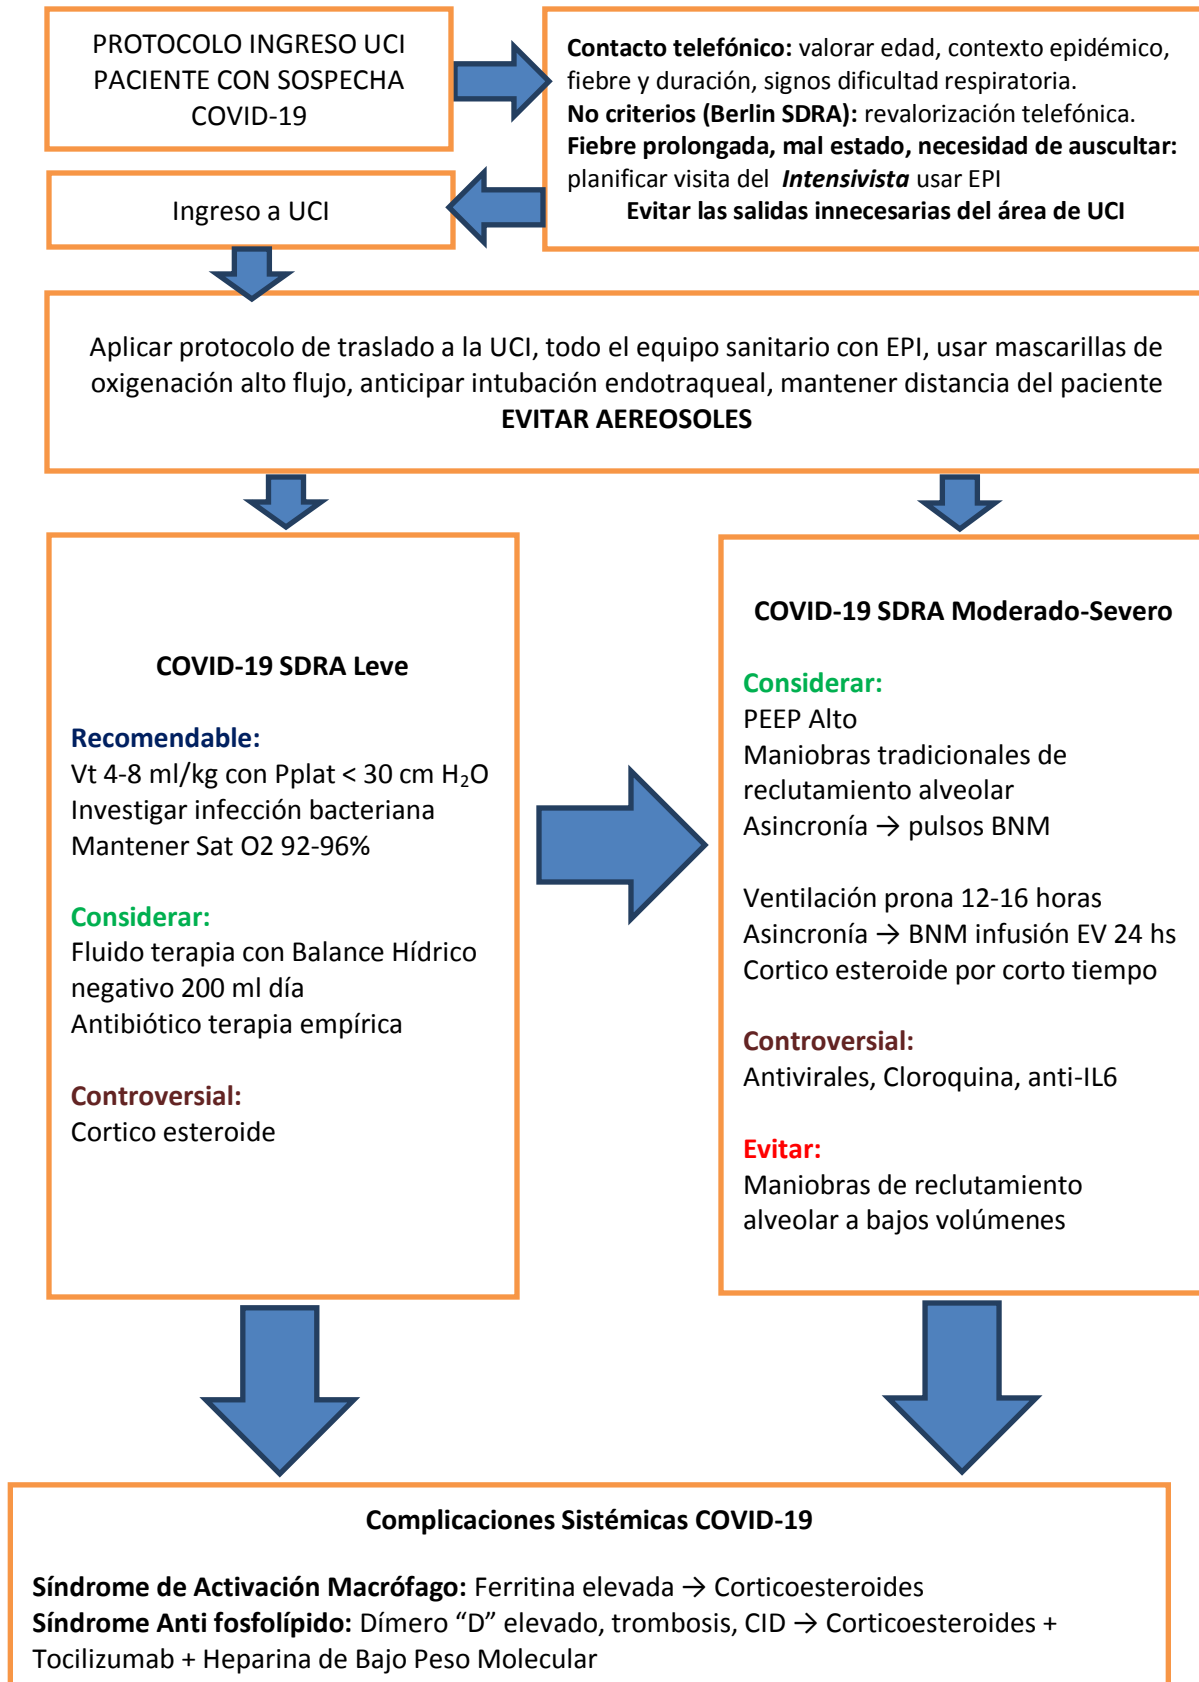 PROTOCOLO INGRESO UCI
PACIENTE CON SOSPECHA
COVID-19
Contacto telefónico: valorar edad, contexto epidémico,
fiebre y duración, signos dificultad respiratoria.
No criterios (Berlin SDRA): revalorización telefónica.
Fiebre prolongada, mal estado, necesidad de auscultar:
planificar visita del Intensivista usar EPI
Evitar las salidas innecesarias del área de UCI
Ingreso a UCI
Aplicar protocolo de traslado a la UCI, todo el equipo sanitario con EPI, usar mascarillas de
oxigenación alto flujo, anticipar intubación endotraqueal, mantener distancia del paciente
EVITAR AEREOSOLES
COVID-19 SDRA Leve
Recomendable:
Vt 4-8 ml/kg con Pplat < 30 cm H₂O
Investigar infección bacteriana
Mantener Sat O2 92-96%
Considerar:
Fluido terapia con Balance Hídrico
negativo 200 ml día
Antibiótico terapia empírica
Controversial:
Cortico esteroide
COVID-19 SDRA Moderado-Severo
Considerar:
PEEP Alto
Maniobras tradicionales de
reclutamiento alveolar
Asincronía → pulsos BNM
Ventilación prona 12-16 horas
Asincronía → BNM infusión EV 24 hs
Cortico esteroide por corto tiempo
Controversial:
Antivirales, Cloroquina, anti-IL6
Evitar:
Maniobras de reclutamiento
alveolar a bajos volúmenes
Complicaciones Sistémicas COVID-19
Síndrome de Activación Macrófago: Ferritina elevada → Corticoesteroides
Síndrome Anti fosfolípido: Dímero “D” elevado, trombosis, CID → Corticoesteroides +
Tocilizumab + Heparina de Bajo Peso Molecular